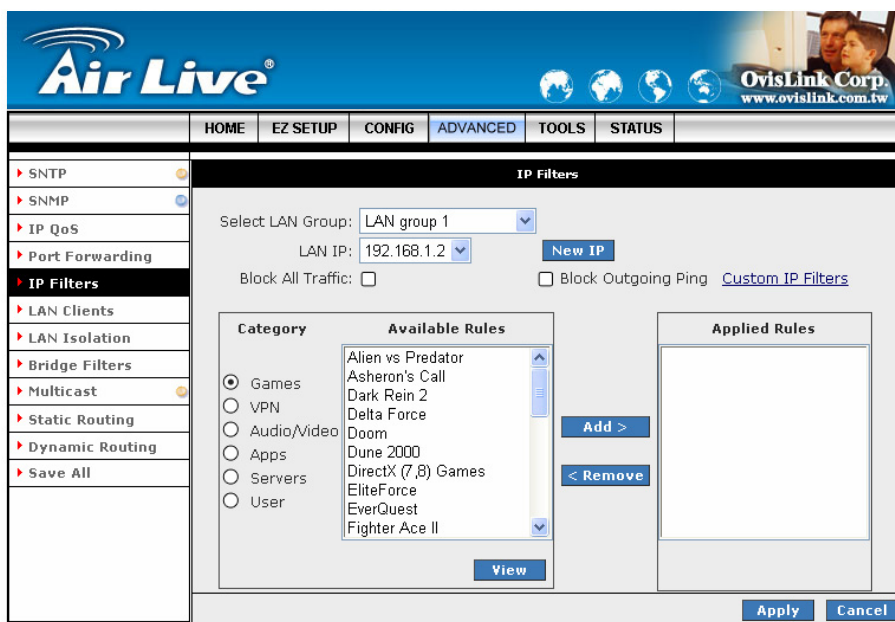 Air Live®
OvisLink Corp.
www.ovislink.com.tw
HOME EZ SETUP CONFIG ADVANCED TOOLS STATUS
SNTP
SNMP
IP QoS
Port Forwarding
IP Filters
LAN Clients
LAN Isolation
Bridge Filters
Multicast
Static Routing
Dynamic Routing
Save All
IP Filters
Select LAN Group: LAN group 1
LAN IP: 192.168.1.2 New IP
Block All Traffic: Block Outgoing Ping Custom IP Filters
Category
Games
VPN
Audio/Video
Apps
Servers
User
Available Rules
Alien vs Predator
Asheron's Call
Dark Rein 2
Delta Force
Doom
Dune 2000
DirectX (7,8) Games
EliteForce
EverQuest
Fighter Ace II
View
Add >
< Remove
Applied Rules
Apply Cancel